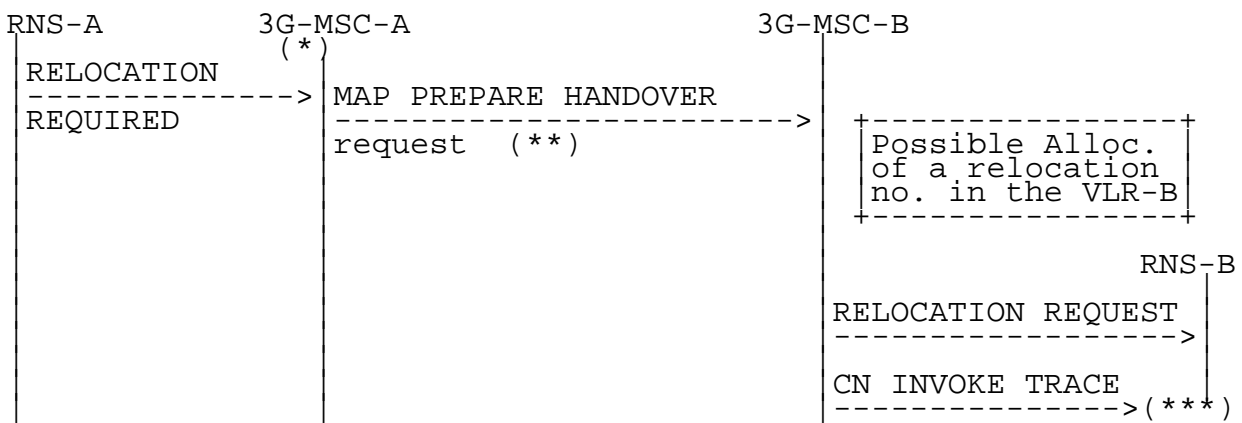 RNS-A 3G-MSC-A 3G-MSC-B
(*)
RELOCATION
-------------->
MAP PREPARE HANDOVER
REQUIRED
------------------------>
request (**)
+-----------------+
Possible Alloc.
of a relocation
no. in the VLR-B
+-----------------+
RNS-B
RELOCATION REQUEST
------------------>
CN INVOKE TRACE
--------------->(***)